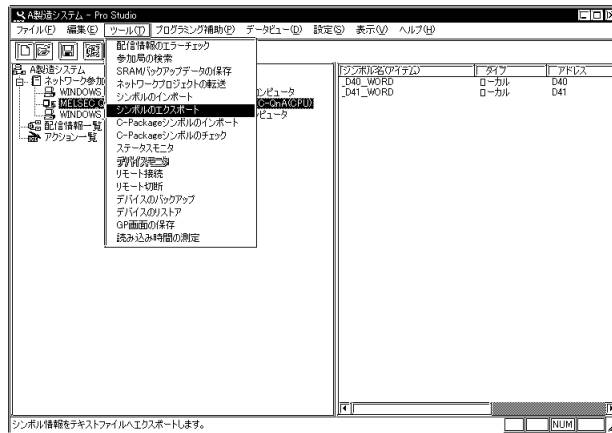 A製造システム - Pro Studio
ファイル(F) 編集(E) ツール(T) プログラミング補助(P) データビュー(D) 設定(S) 表示(V) ヘルプ(H)
配信情報のエラーチェック
参加局の検索
SRAMバックアップデータの保存
ネットワークプロジェクトの転送
シンボルのインポート
シンボルのエクスポート
C-Packageシンボルのインポート
C-Packageシンボルのチェック
ステータスモニタ
デバイスモニタ
リモート接続
リモート切断
デバイスのバックアップ
デバイスのリストア
GP画面の保存
読み込み時間の測定
A製造システム
ネットワーク参加
WINDOWS_ コンピュータ
MELSEC_ C-QnA(CPU)
WINDOWS ピュータ
配信情報一覧
アクション一覧
シンボル名(アイテム) タイプ アドレス
_D40_WORD ローカル D40
_D41_WORD ローカル D41
シンボル情報をテキストファイルへエクスポートします。 NUM